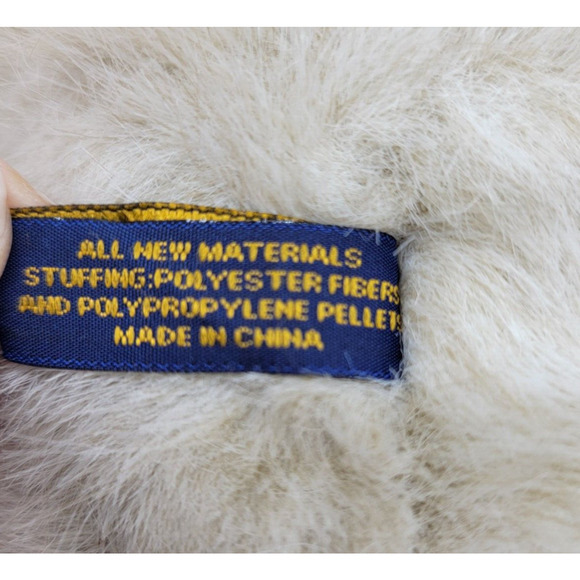 ALL NEW MATERIALS
STUFFING:POLYESTER FIBERS
AND POLYPROPYLENE PELLETS
MADE IN CHINA